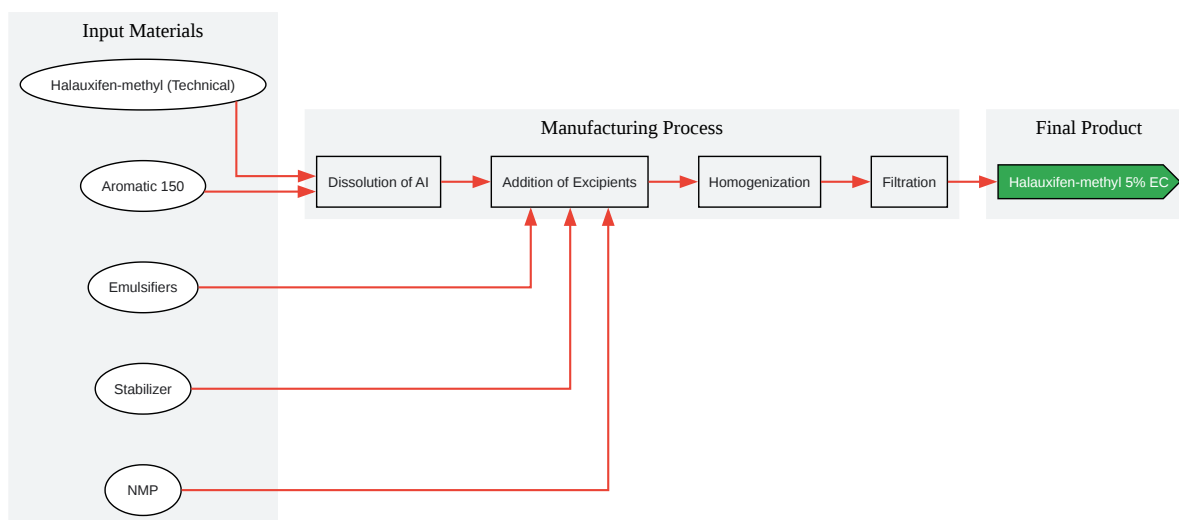 Input Materials
Halauxifen-methyl (Technical)
Manufacturing Process
Final Product
Aromatic 150
Dissolution of AI
Addition of Excipients
Homogenization
Filtration
Halauxifen-methyl 5% EC
Emulsifiers
Stabilizer
NMP